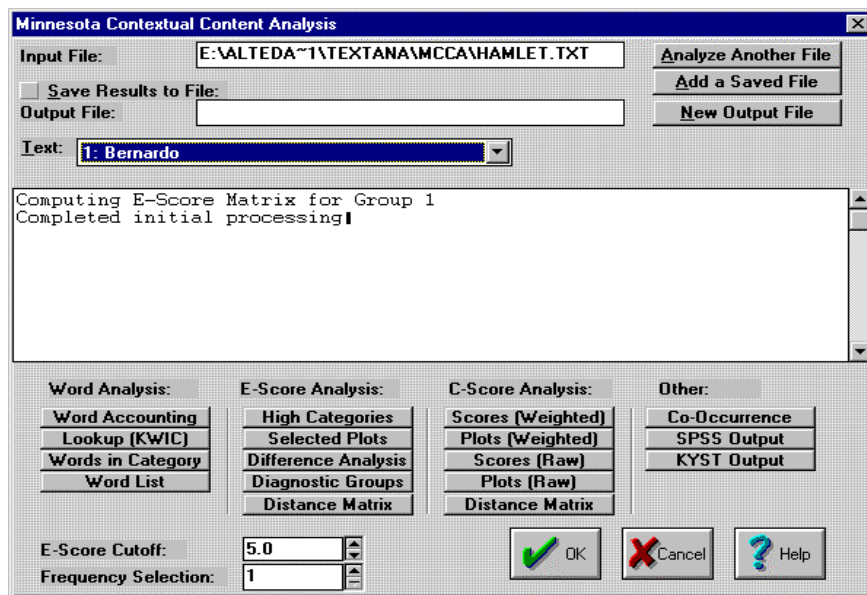 Minnesota Contextual Content Analysis
Input File: E:\ALTEDA~1\TEXTANA\MCCA\HAMLET.TXT Analyze Another File
Save Results to File: Add a Saved File
Output File: New Output File
Text: 1: Bernardo
Computing E-Score Matrix for Group 1
Completed initial processing
Word Analysis: E-Score Analysis: C-Score Analysis: Other:
Word Accounting High Categories Scores (Weighted) Co-Occurrence
Lookup (KWIC) Selected Plots Plots (Weighted) SPSS Output
Words in Category Difference Analysis Scores (Raw) KYST Output
Word List Diagnostic Groups Plots (Raw)
Distance Matrix Distance Matrix
E-Score Cutoff: 5.0
Frequency Selection: 1
OK Cancel Help